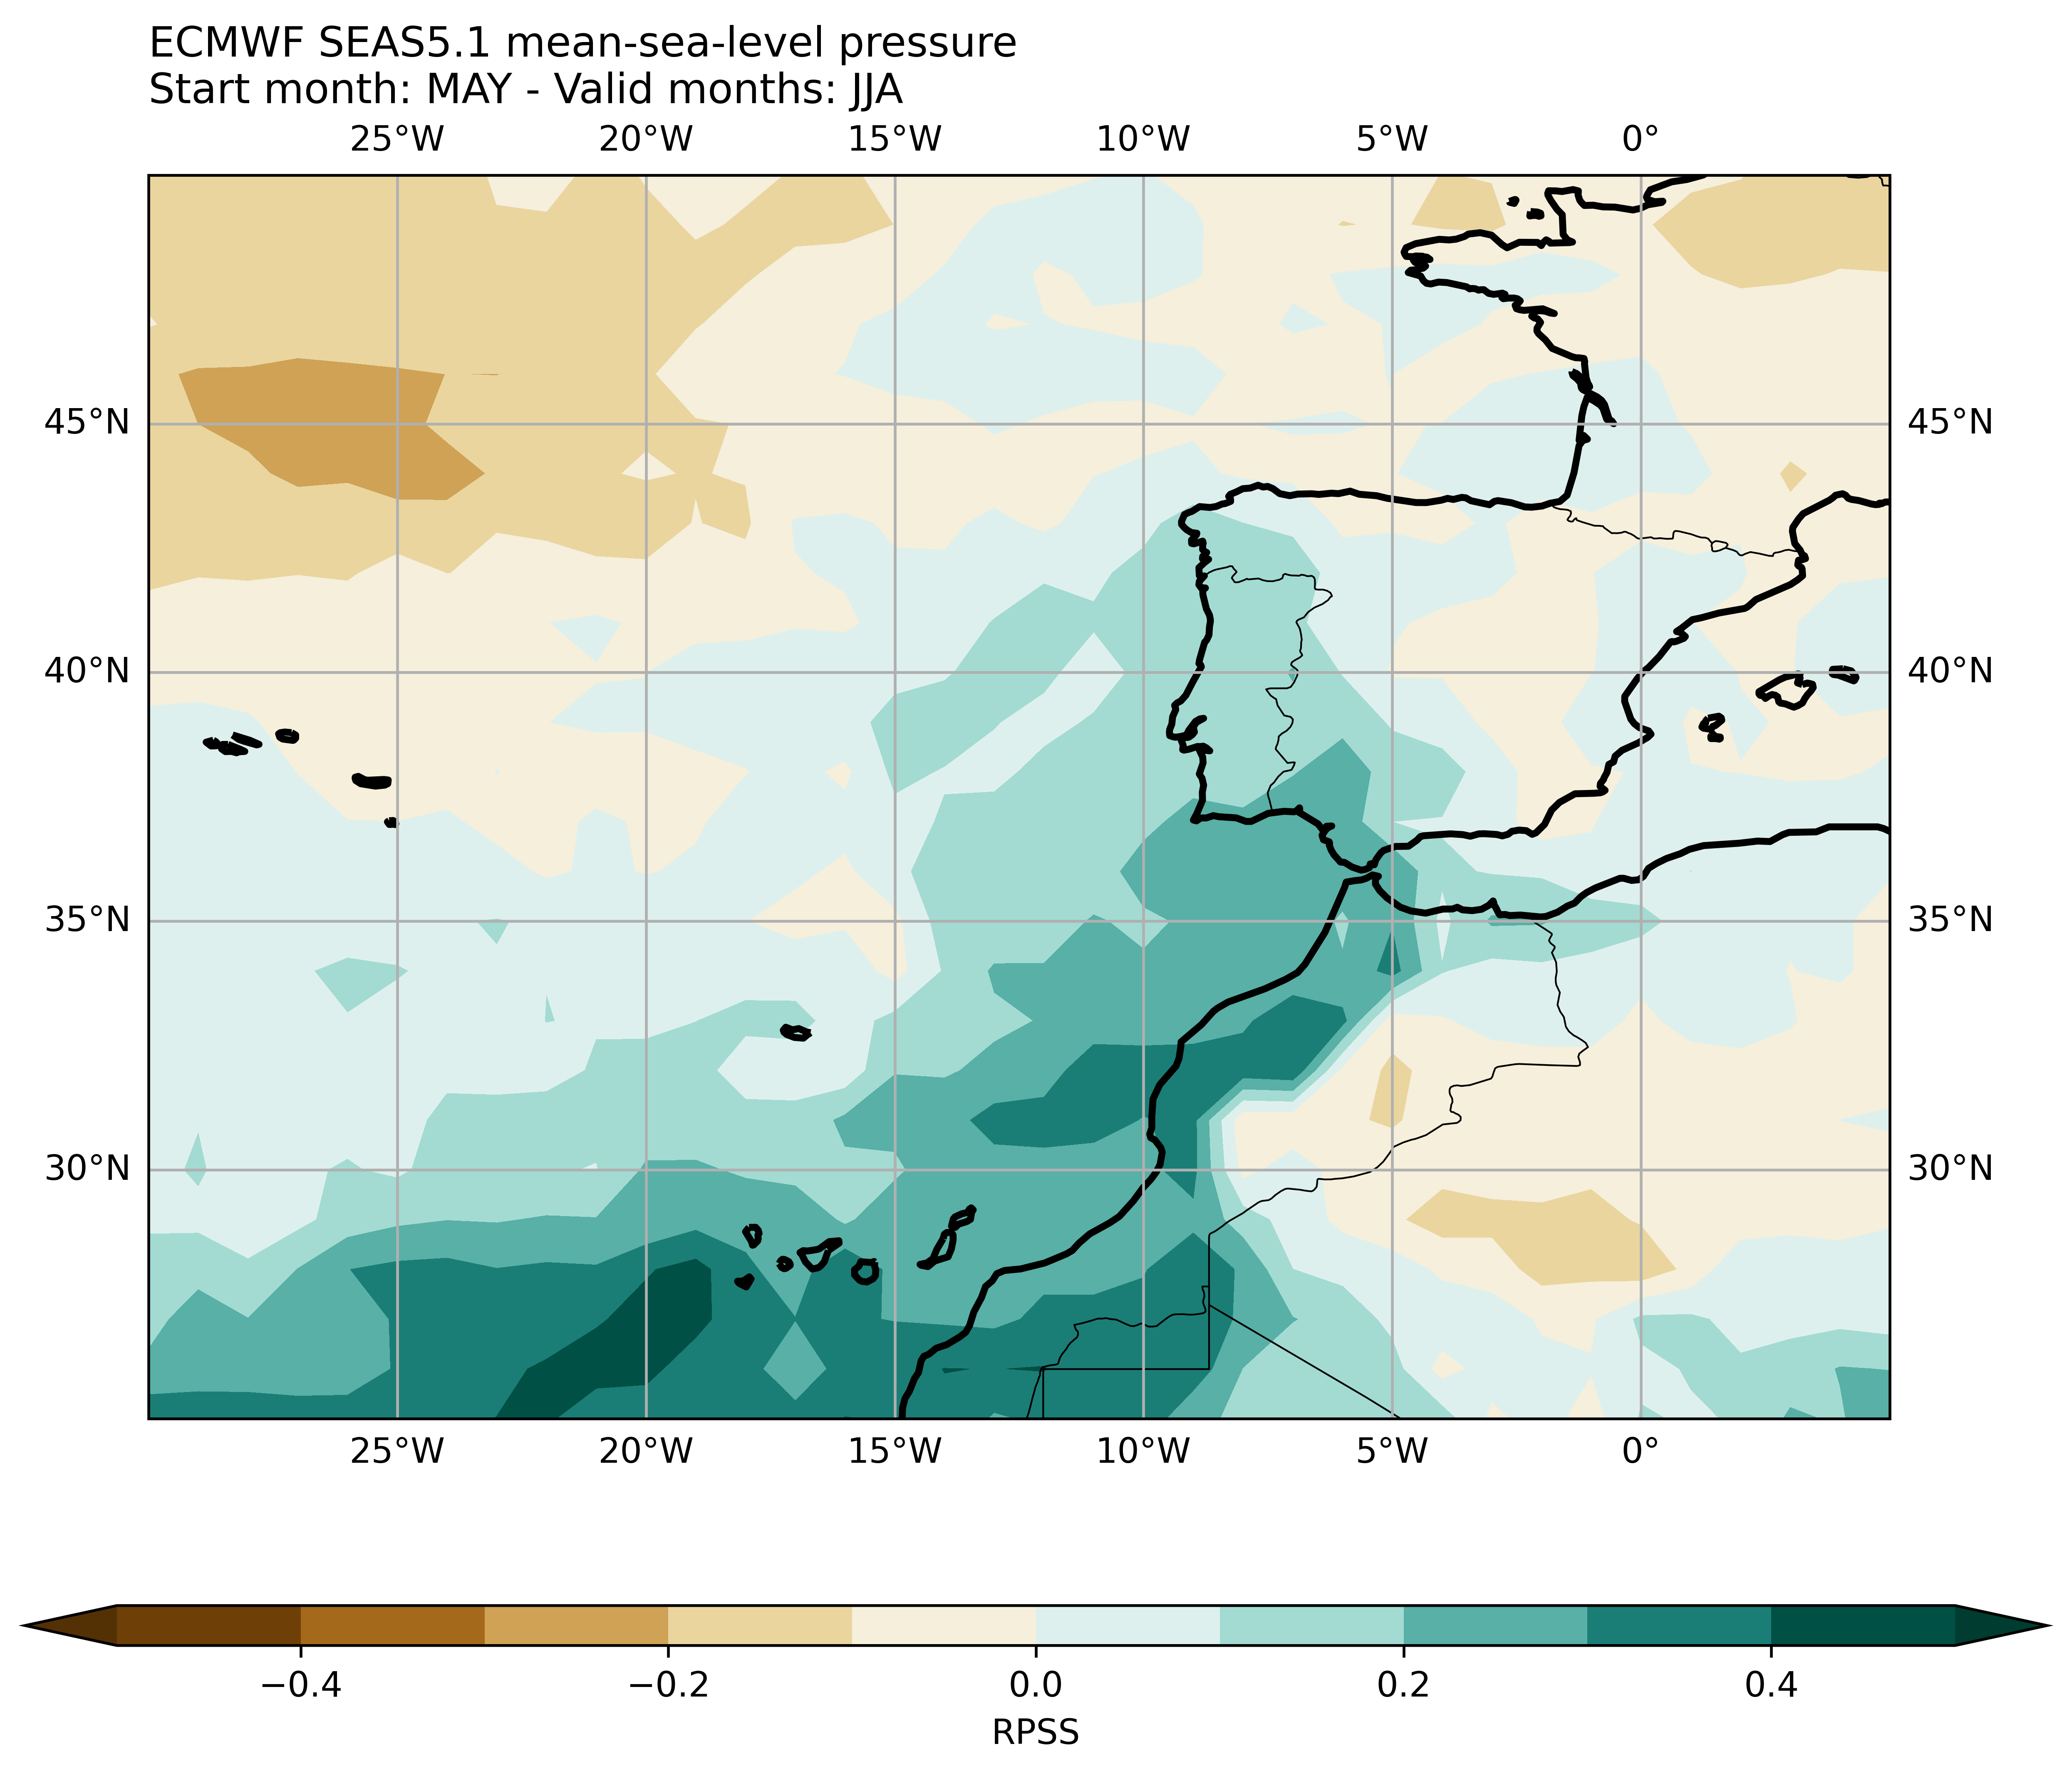 ECMWF SEAS5.1 mean-sea-level pressure
Start month: MAY - Valid months: JJA
25°W 20°W 15°W 10°W 5°W 0°
45°N 45°N
40°N 40°N
35°N 35°N
30°N 30°N
25°W 20°W 15°W 10°W 5°W 0°
−0.4 −0.2 0.0 0.2 0.4
RPSS